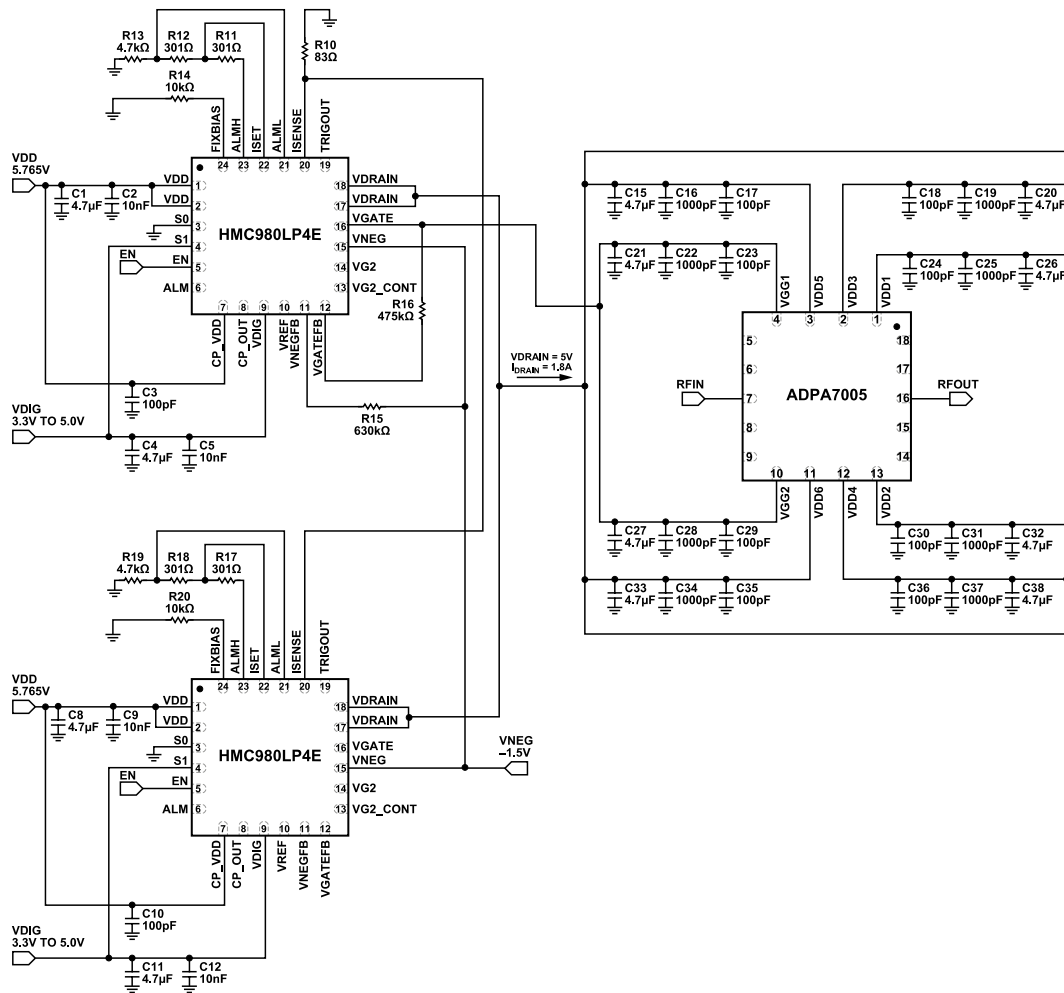 R13
4.7kΩ
R12
301Ω
R11
301Ω
R10
83Ω
R14
10kΩ
FIXBIAS
ALMH
ISET
ALML
ISENSE
TRIGOUT
24 23 22 21 20 19
VDD
5.765V
C1
4.7µF
C2
10nF
VDD
VDD
S0
S1
EN
EN
ALM
1
2
3
4
5
6
HMC980LP4E
18
17
16
15
14
13
VDRAIN
VDRAIN
VGATE
VNEG
VG2
VG2_CONT
7 8 9 10 11 12
CP_VDD
CP_OUT
VDIG
VREF
VNEGFB
VGATEFB
R16
475kΩ
R15
630kΩ
C3
100pF
VDIG
3.3V TO 5.0V
C4
4.7µF
C5
10nF
VDRAIN = 5V
IDRAIN = 1.8A
C15
4.7µF
C16
1000pF
C17
100pF
C18
100pF
C19
1000pF
C20
4.7µF
C21
4.7µF
C22
1000pF
C23
100pF
C24
100pF
C25
1000pF
C26
4.7µF
VGG1
VDD5
VDD3
VDD1
4 3 2 1
5
6
7
8
9
RFIN
ADPA7005
18
17
16
15
14
RFOUT
10 11 12 13
VGG2
VDD6
VDD4
VDD2
C27
4.7µF
C28
1000pF
C29
100pF
C30
100pF
C31
1000pF
C32
4.7µF
C33
4.7µF
C34
1000pF
C35
100pF
C36
100pF
C37
1000pF
C38
4.7µF
R19
4.7kΩ
R18
301Ω
R17
301Ω
R20
10kΩ
FIXBIAS
ALMH
ISET
ALML
ISENSE
TRIGOUT
24 23 22 21 20 19
VDD
5.765V
C8
4.7µF
C9
10nF
VDD
VDD
S0
S1
EN
EN
ALM
1
2
3
4
5
6
HMC980LP4E
18
17
16
15
14
13
VDRAIN
VDRAIN
VGATE
VNEG
VG2
VG2_CONT
VNEG
–1.5V
7 8 9 10 11 12
CP_VDD
CP_OUT
VDIG
VREF
VNEGFB
VGATEFB
C10
100pF
VDIG
3.3V TO 5.0V
C11
4.7µF
C12
10nF